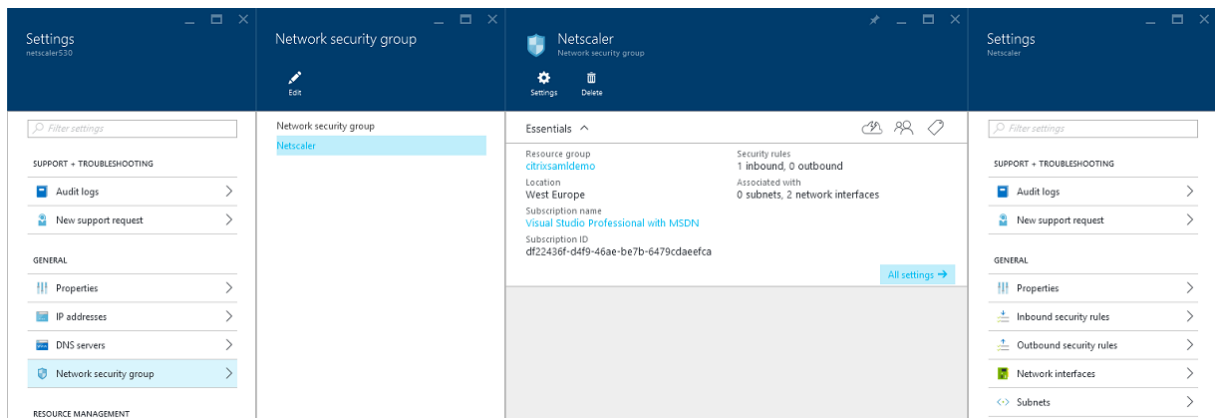 Settings
netscaler530
Filter settings
SUPPORT + TROUBLESHOOTING
Audit logs
New support request
GENERAL
Properties
IP addresses
DNS servers
Network security group
RESOURCE MANAGEMENT
Network security group
Edit
Network security group
Netscaler
Netscaler
Network security group
Settings
Delete
Essentials
Resource group
citrixsamldemo
Location
West Europe
Subscription name
Visual Studio Professional with MSDN
Subscription ID
df22436f-d4f9-46ae-be7b-6479cdaeefca
Security rules
1 inbound, 0 outbound
Associated with
0 subnets, 2 network interfaces
All settings →
Settings
Netscaler
Filter settings
SUPPORT + TROUBLESHOOTING
Audit logs
New support request
GENERAL
Properties
Inbound security rules
Outbound security rules
Network interfaces
Subnets